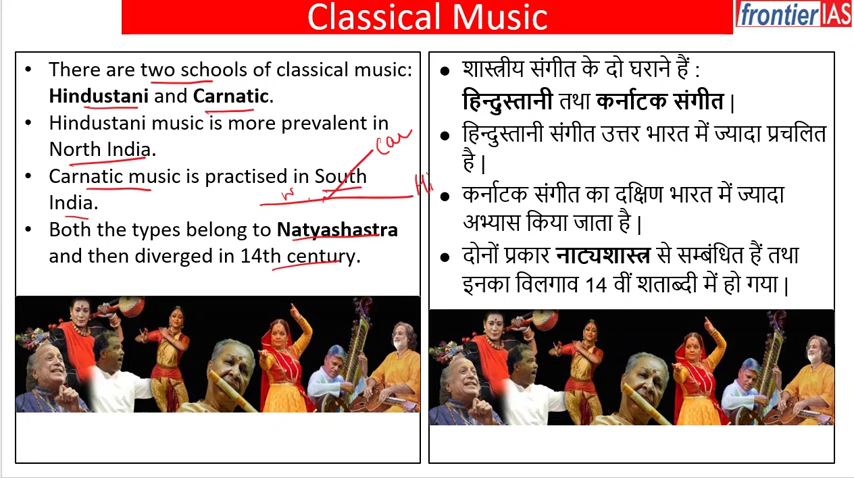 Classical Music
frontierIAS
• There are two schools of classical music:
Hindustani and Carnatic.
• Hindustani music is more prevalent in
North India.
• Carnatic music is practised in South
India.
• Both the types belong to Natyashastra
and then diverged in 14th century.
Car
Hi
● शास्त्रीय संगीत के दो घराने हैं :
हिन्दुस्तानी तथा कर्नाटक संगीत |
● हिन्दुस्तानी संगीत उत्तर भारत में ज्यादा प्रचलित
है |
● कर्नाटक संगीत का दक्षिण भारत में ज्यादा
अभ्यास किया जाता है |
● दोनों प्रकार नाट्यशास्त्र से सम्बंधित हैं तथा
इनका विलगाव 14 वीं शताब्दी में हो गया |